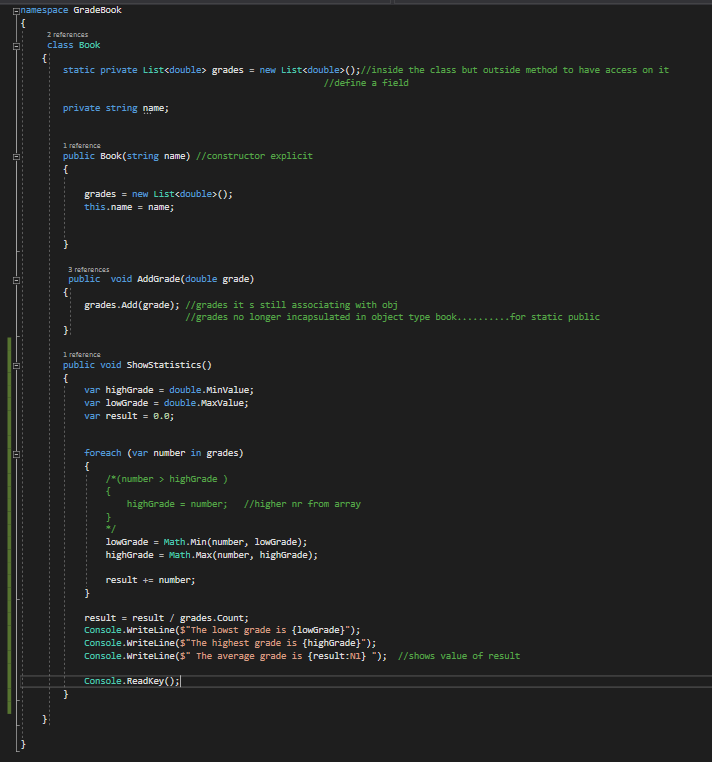 namespace GradeBook
{
2 references
class Book
{
static private List<double> grades = new List<double>();//inside the class but outside method to have access on it
//define a field
private string name;
1 reference
public Book(string name) //constructor explicit
{
grades = new List<double>();
this.name = name;
}
3 references
public  void AddGrade(double grade)
{
grades.Add(grade); //grades it s still associating with obj
//grades no longer incapsulated in object type book..........for static public
}
1 reference
public void ShowStatistics()
{
var highGrade = double.MinValue;
var lowGrade = double.MaxValue;
var result = 0.0;
foreach (var number in grades)
{
/*(number > highGrade )
{
highGrade = number;   //higher nr from array
}
*/
lowGrade = Math.Min(number, lowGrade);
highGrade = Math.Max(number, highGrade);
result += number;
}
result = result / grades.Count;
Console.WriteLine($"The lowst grade is {lowGrade}");
Console.WriteLine($"The highest grade is {highGrade}");
Console.WriteLine($" The average grade is {result:N1} ");  //shows value of result
Console.ReadKey();
}
}
}